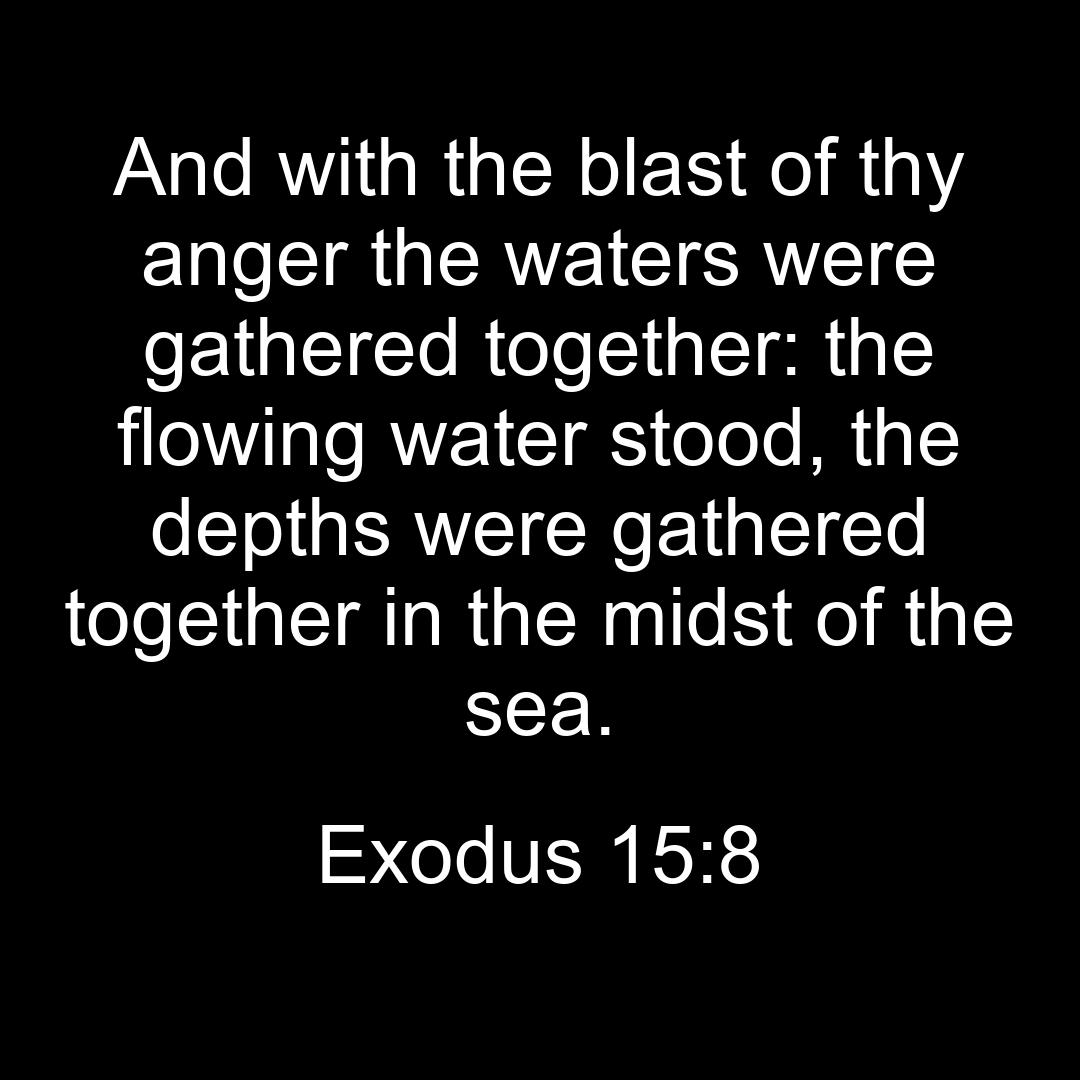 And with the blast of thy
anger the waters were
gathered together: the
flowing water stood, the
depths were gathered
together in the midst of the
sea.
Exodus 15:8